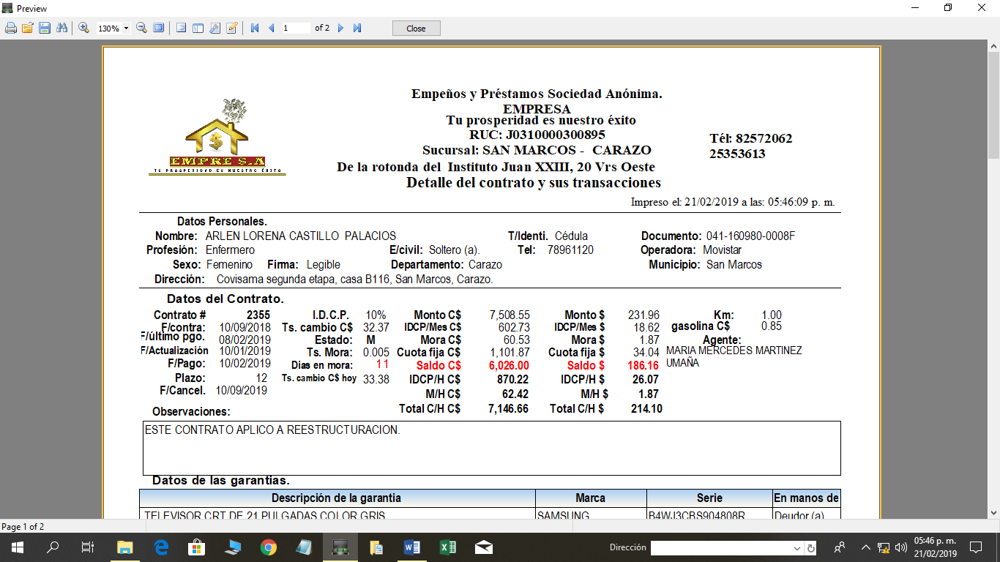 Preview
130%
1 of 2
Close
EMPRE S.A
TU PROSPERIDAD ES NUESTRO ÉXITO
Empeños y Préstamos Sociedad Anónima.
EMPRESA
Tu prosperidad es nuestro éxito
RUC: J0310000300895
Sucursal: SAN MARCOS - CARAZO
De la rotonda del Instituto Juan XXIII, 20 Vrs Oeste
Tél: 82572062
25353613
Detalle del contrato y sus transacciones
Impreso el: 21/02/2019 a las: 05:46:09 p. m.
Datos Personales.
Nombre: ARLEN LORENA CASTILLO PALACIOS T/Identi. Cédula Documento: 041-160980-0008F
Profesión: Enfermero E/civil: Soltero (a). Tel: 78961120 Operadora: Movistar
Sexo: Femenino Firma: Legible Departamento: Carazo Municipio: San Marcos
Dirección: Covisama segunda etapa, casa B116, San Marcos, Carazo.
Datos del Contrato.
Contrato # 2355 I.D.C.P. 10% Monto C$ 7,508.55 Monto $ 231.96 Km: 1.00
F/contra: 10/09/2018 Ts. cambio C$ 32.37 IDCP/Mes C$ 602.73 IDCP/Mes $ 18.62 gasolina C$ 0.85
F/último pgo. 08/02/2019 Estado: M Mora C$ 60.53 Mora $ 1.87 Agente:
F/Actualización 10/01/2019 Ts. Mora: 0.005 Cuota fija C$ 1,101.87 Cuota fija $ 34.04 MARIA MERCEDES MARTINEZ
F/Pago: 10/02/2019 Dias en mora: 11 Saldo C$ 6,026.00 Saldo $ 186.16 UMAÑA
Plazo: 12 Ts. cambio C$ hoy 33.38 IDCP/H C$ 870.22 IDCP/H $ 26.07
F/Cancel. 10/09/2019 M/H C$ 62.42 M/H $ 1.87
Total C/H C$ 7,146.66 Total C/H $ 214.10
Observaciones:
ESTE CONTRATO APLICO A REESTRUCTURACION.
Datos de las garantias.
Descripción de la garantia Marca Serie En manos de
TELEVISOR CRT DE 21 PULGADAS COLOR GRIS SAMSUNG B4WJ3CBS904808R Deudor (a)
Page 1 of 2
Dirección
05:46 p. m.
21/02/2019